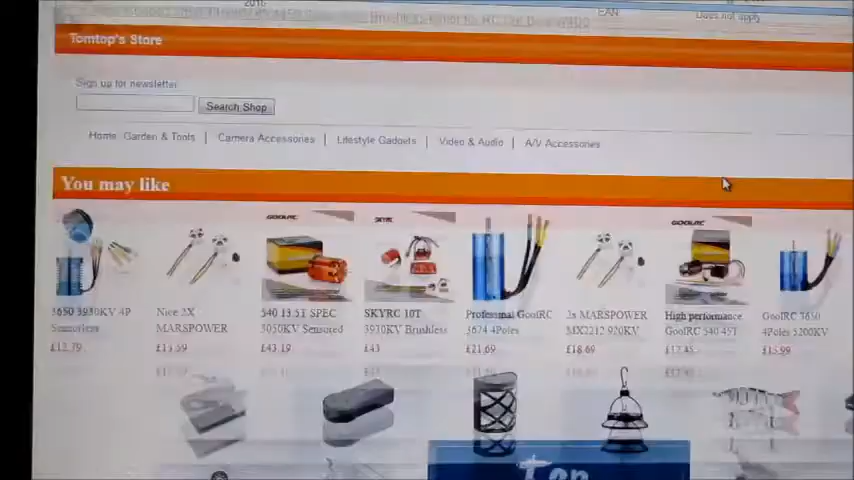 2016
EAN
Does not apply
Tomtop's Store
Sign up for newsletter
Search Shop
Home Garden & Tools | Camera Accessories | Lifestyle Gadgets | Video & Audio | A/V Accessories
You may like
GOOLRC
SKYRC
GOOLRC
3650 3930KV 4P Sensorless
£12.79
Nice 2X MARSPOWER
£13.59
540 13.5T SPEC 3050KV Sensored
£43.19
SKYRC 10T 3930KV Brushless
£43
Professional GoolRC 3674 4Poles
£21.69
MARSPOWER MX2212 920KV
£18.69
High performance GoolRC 540 45T
£17.45
GoolRC 3650 4Poles 5200KV
£15.99